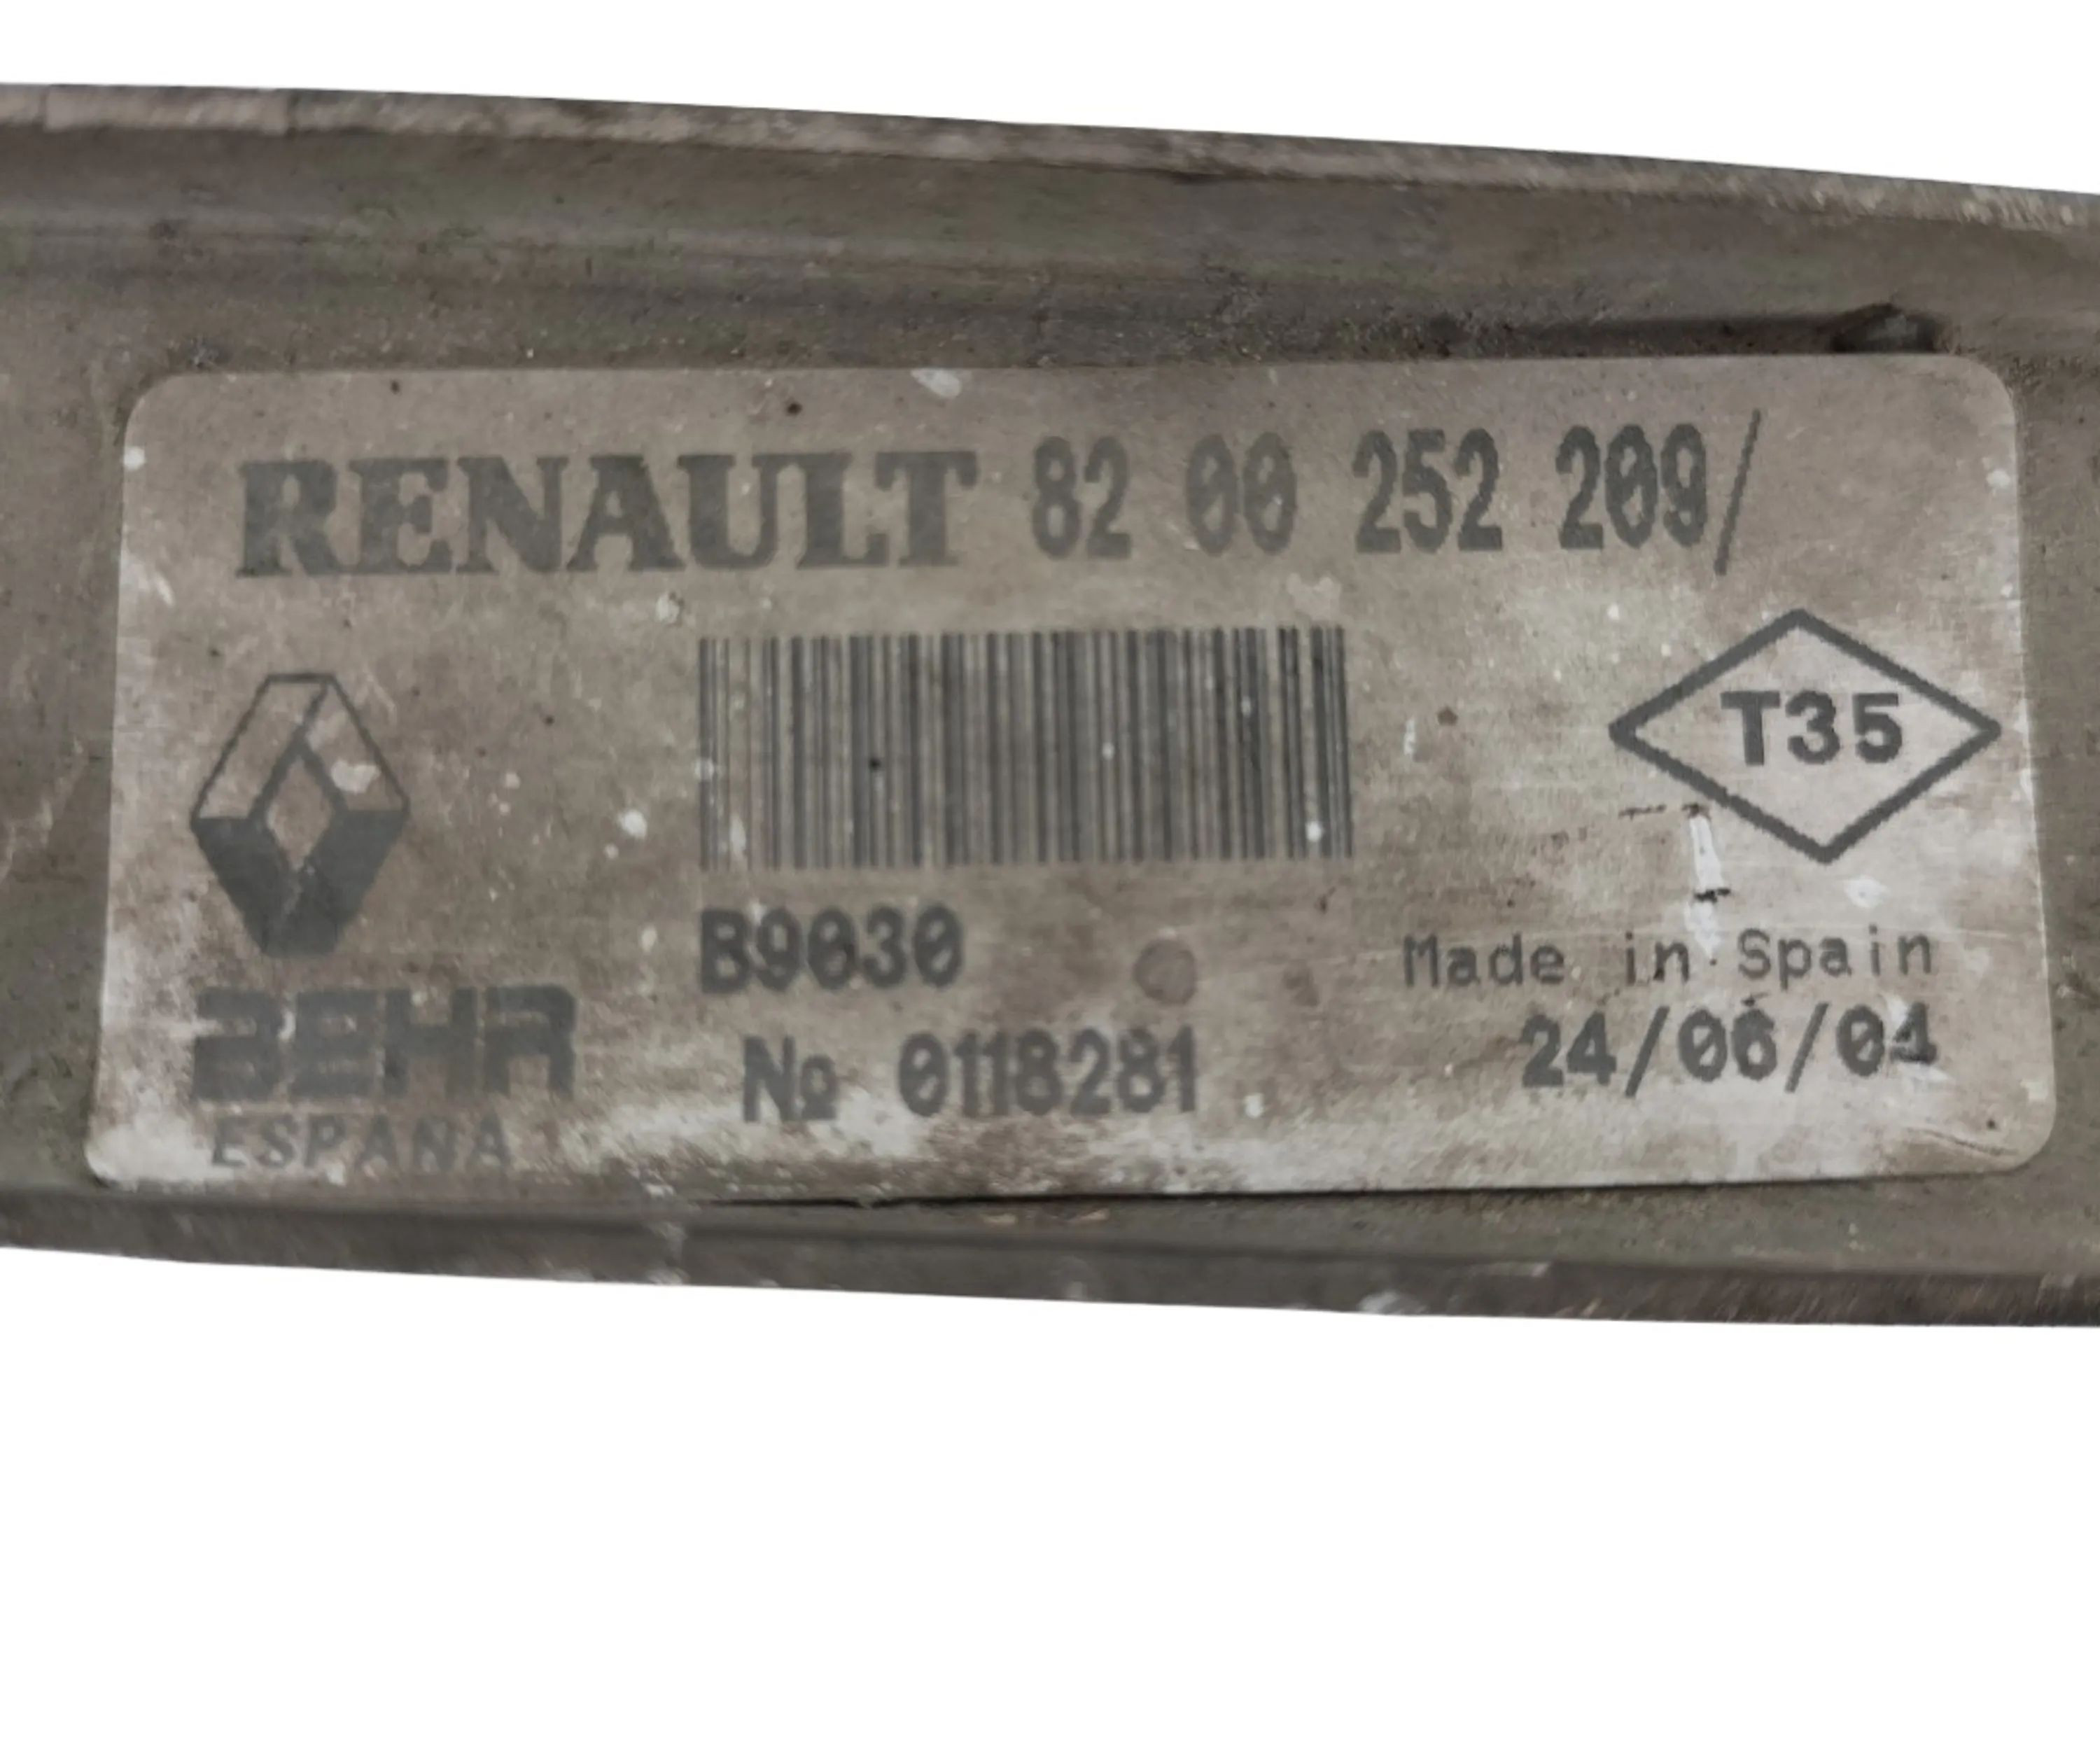 RENAULT 82 00 252 209/
T35
B9030
Made in Spain
BEHR
Nº 0118281
24/06/04
ESPAÑA